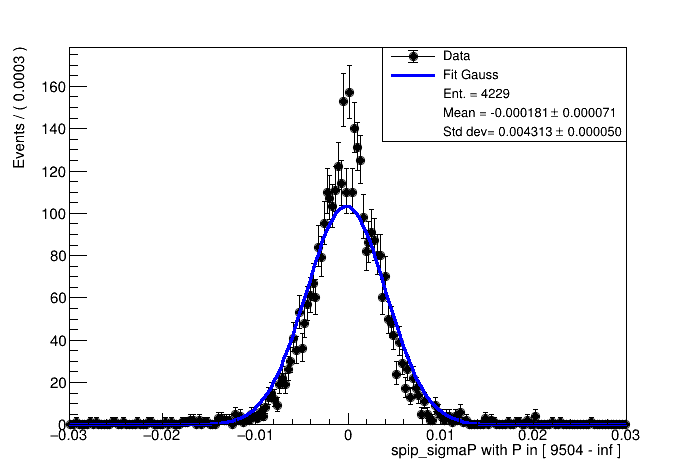 Events / ( 0.0003 )
160
140
120
100
80
60
40
20
0
−0.03 −0.02 −0.01 0 0.01 0.02 0.03
spip_sigmaP with P in [ 9504 - inf ]
Data
Fit Gauss
Ent. = 4229
Mean = -0.000181 ± 0.000071
Std dev= 0.004313 ± 0.000050